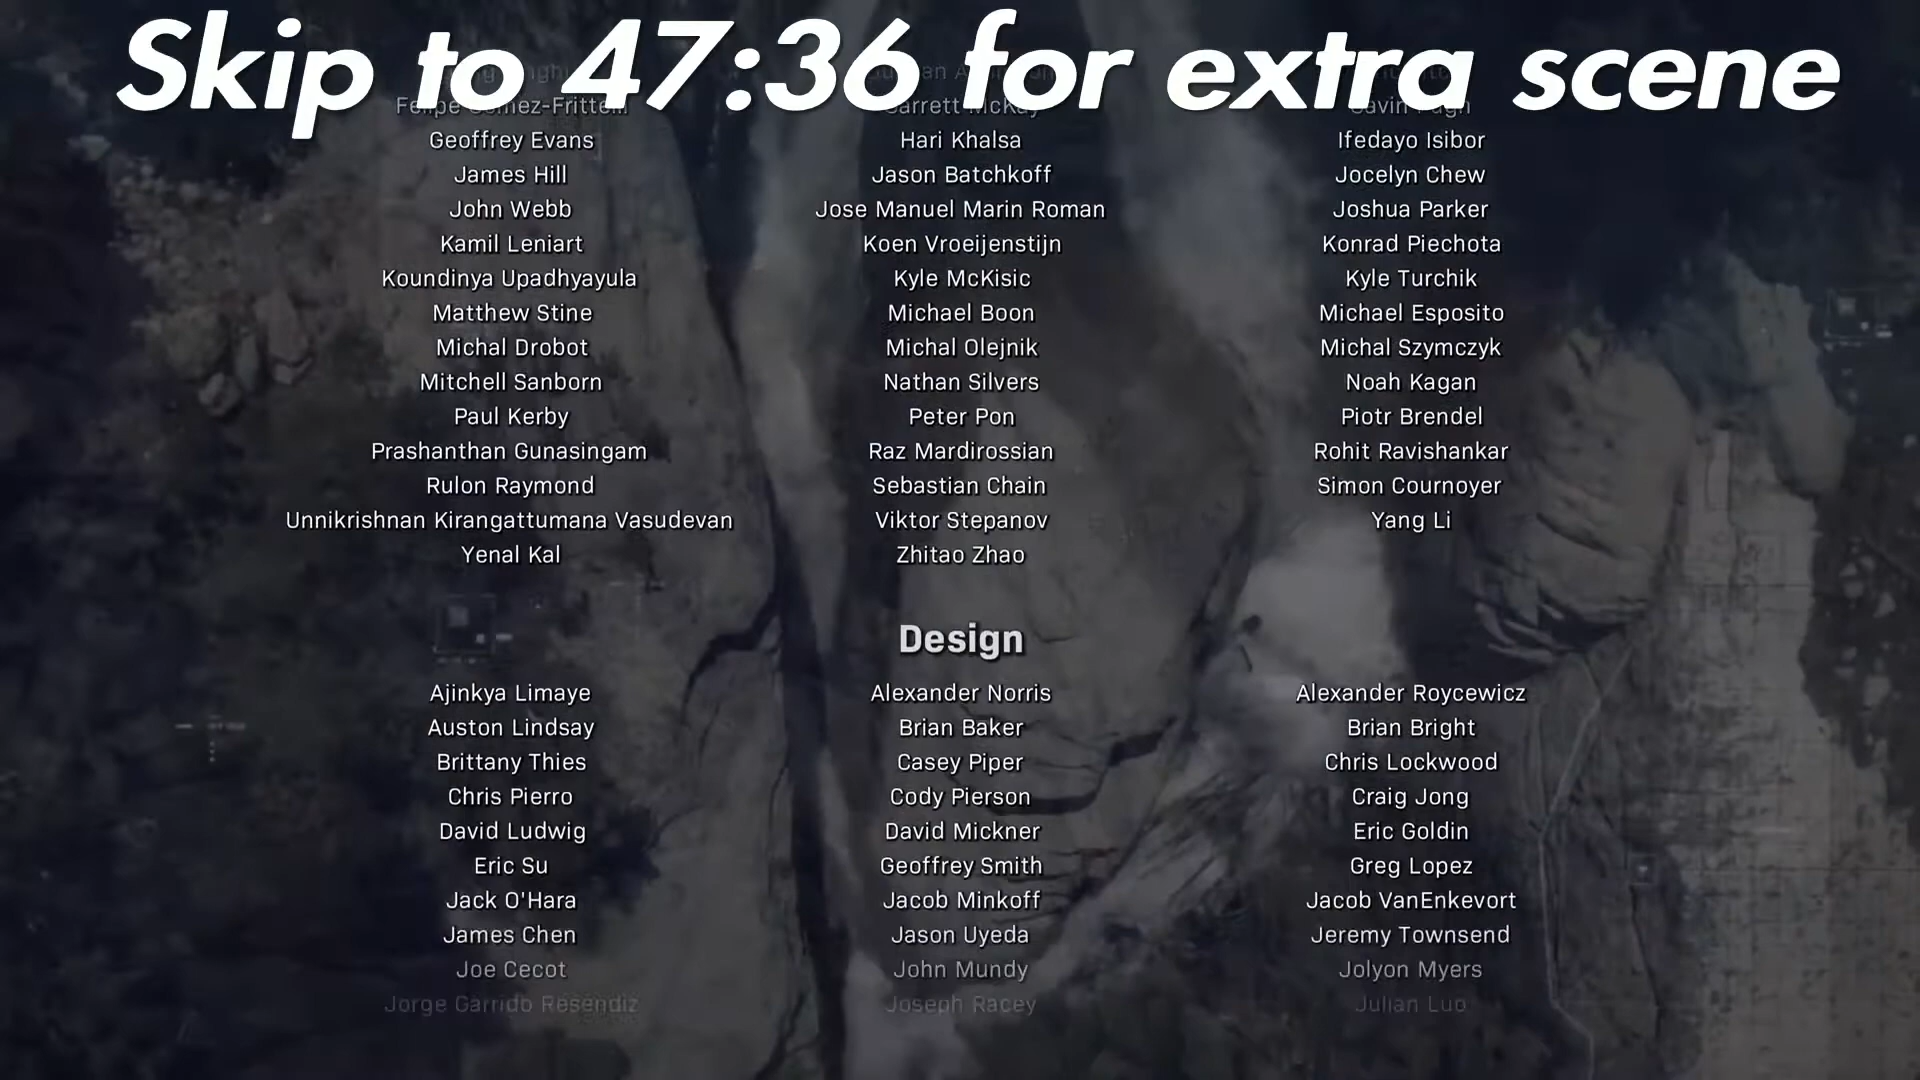 Skip to 47:36 for extra scene
Felipe Gomez-Frittelli Garrett McKay Gavin Pugh
Geoffrey Evans Hari Khalsa Ifedayo Isibor
James Hill Jason Batchkoff Jocelyn Chew
John Webb Jose Manuel Marin Roman Joshua Parker
Kamil Leniart Koen Vroeijenstijn Konrad Piechota
Koundinya Upadhyayula Kyle McKisic Kyle Turchik
Matthew Stine Michael Boon Michael Esposito
Michal Drobot Michal Olejnik Michal Szymczyk
Mitchell Sanborn Nathan Silvers Noah Kagan
Paul Kerby Peter Pon Piotr Brendel
Prashanthan Gunasingam Raz Mardirossian Rohit Ravishankar
Rulon Raymond Sebastian Chain Simon Cournoyer
Unnikrishnan Kirangattumana Vasudevan Viktor Stepanov Yang Li
Yenal Kal Zhitao Zhao
Design
Ajinkya Limaye Alexander Norris Alexander Roycewicz
Auston Lindsay Brian Baker Brian Bright
Brittany Thies Casey Piper Chris Lockwood
Chris Pierro Cody Pierson Craig Jong
David Ludwig David Mickner Eric Goldin
Eric Su Geoffrey Smith Greg Lopez
Jack O'Hara Jacob Minkoff Jacob VanEnkevort
James Chen Jason Uyeda Jeremy Townsend
Joe Cecot John Mundy Jolyon Myers
Jorge Garrido Resendiz Joseph Racey Julian Luo